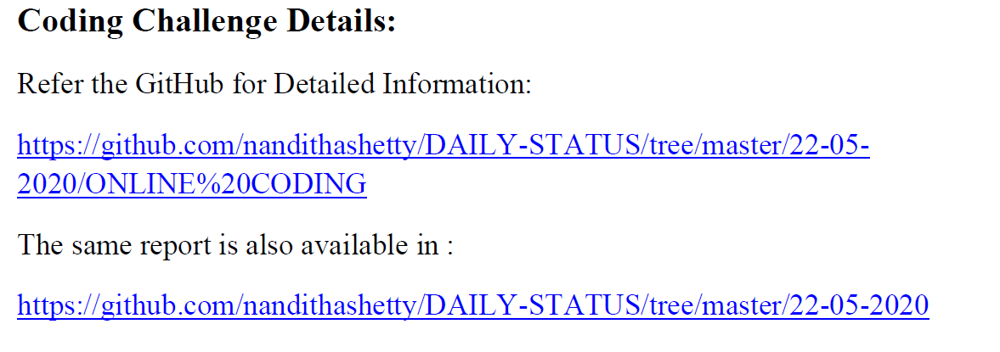 Coding Challenge Details:
Refer the GitHub for Detailed Information:
https://github.com/nandithashetty/DAILY-STATUS/tree/master/22-05-
2020/ONLINE%20CODING
The same report is also available in :
https://github.com/nandithashetty/DAILY-STATUS/tree/master/22-05-2020